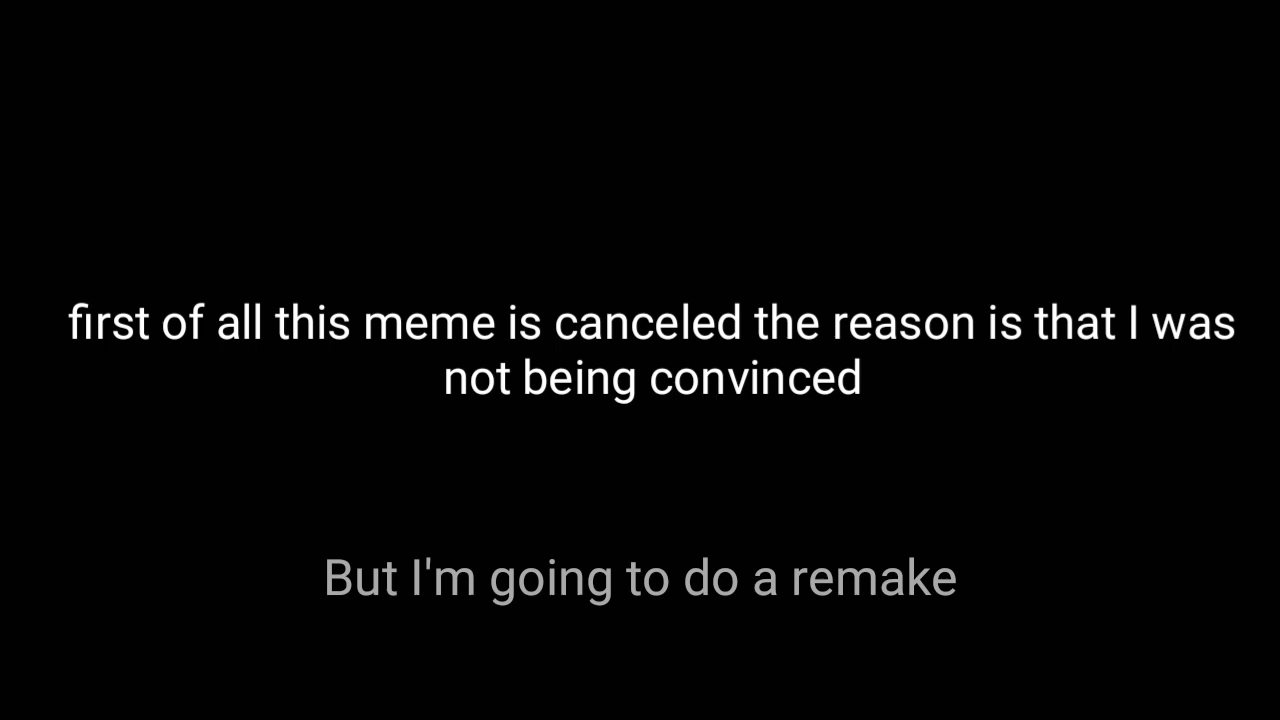 first of all this meme is canceled the reason is that I was
not being convinced
But I'm going to do a remake